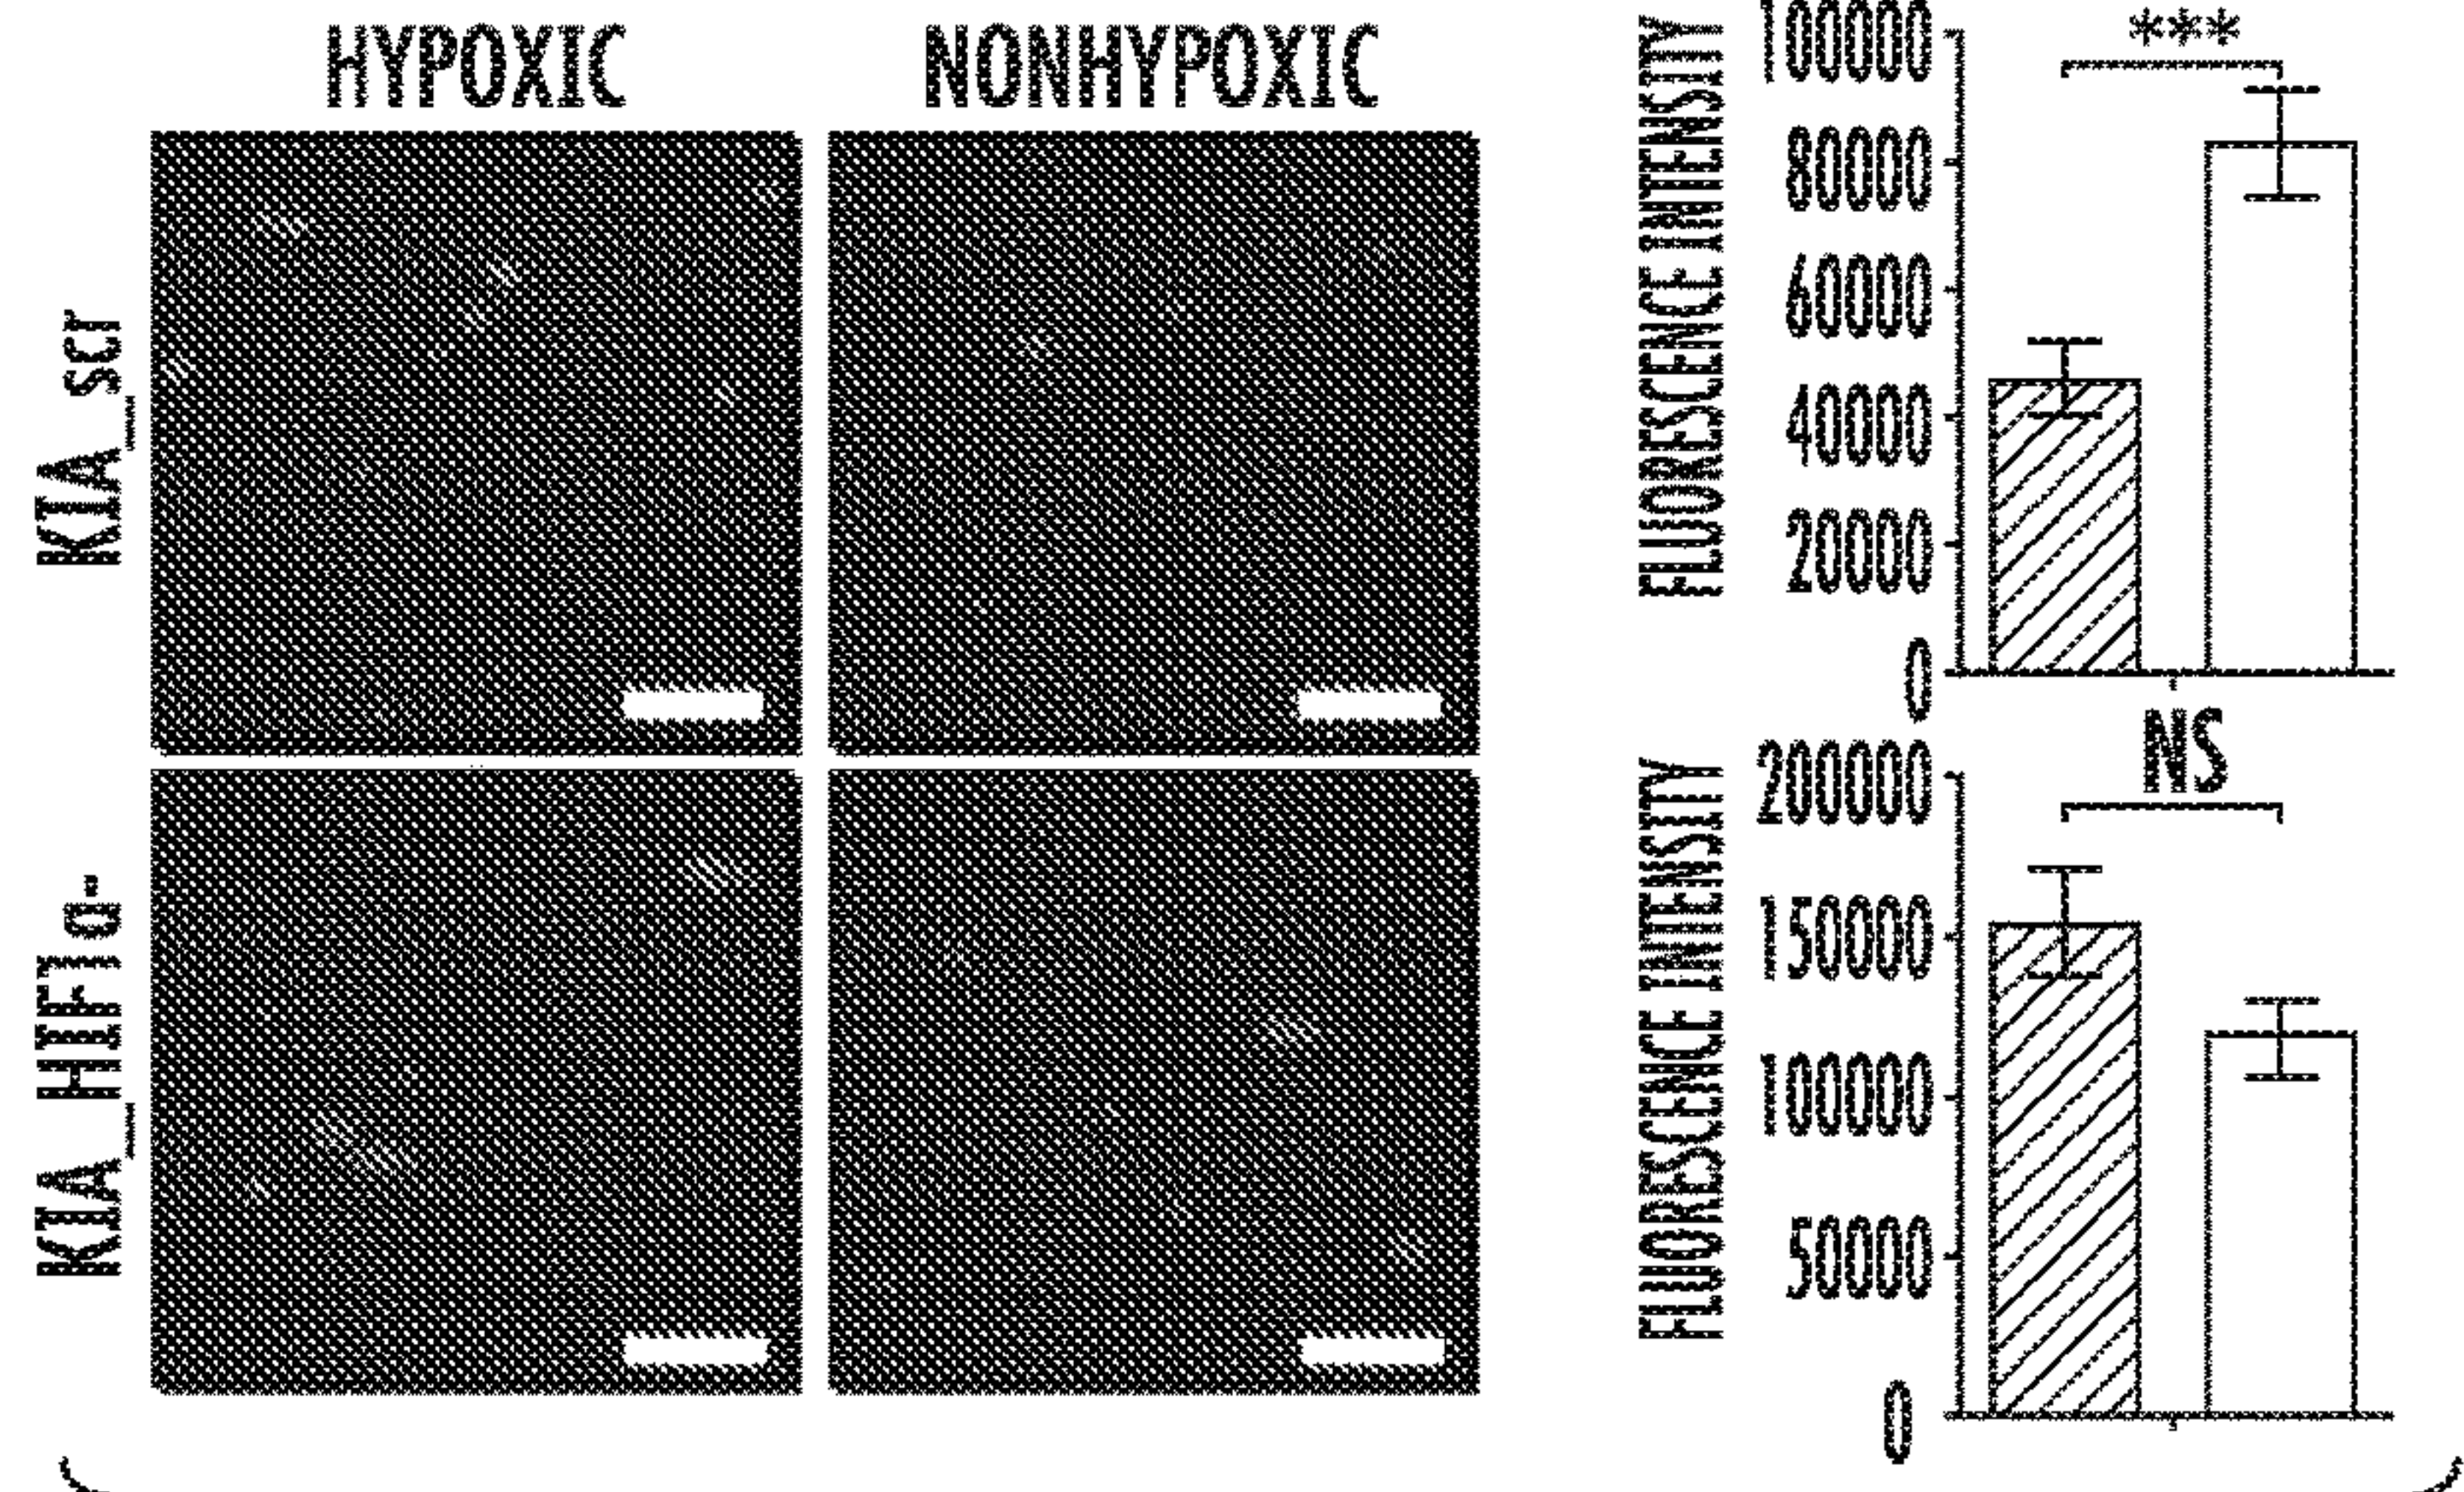 HYPOXIC
NONHYPOXIC
KIA_scr
KIA_HIF1α-
FLUORESCENCE INTENSITY
100000
80000
60000
40000
20000
0
***
FLUORESCENCE INTENSITY
200000
150000
100000
50000
0
NS